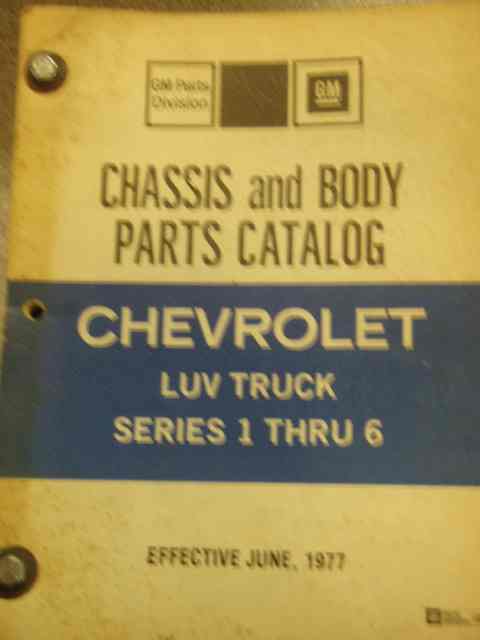 GM Parts
Division
GM
CHASSIS and BODY
PARTS CATALOG
CHEVROLET
LUV TRUCK
SERIES 1 THRU 6
EFFECTIVE JUNE, 1977